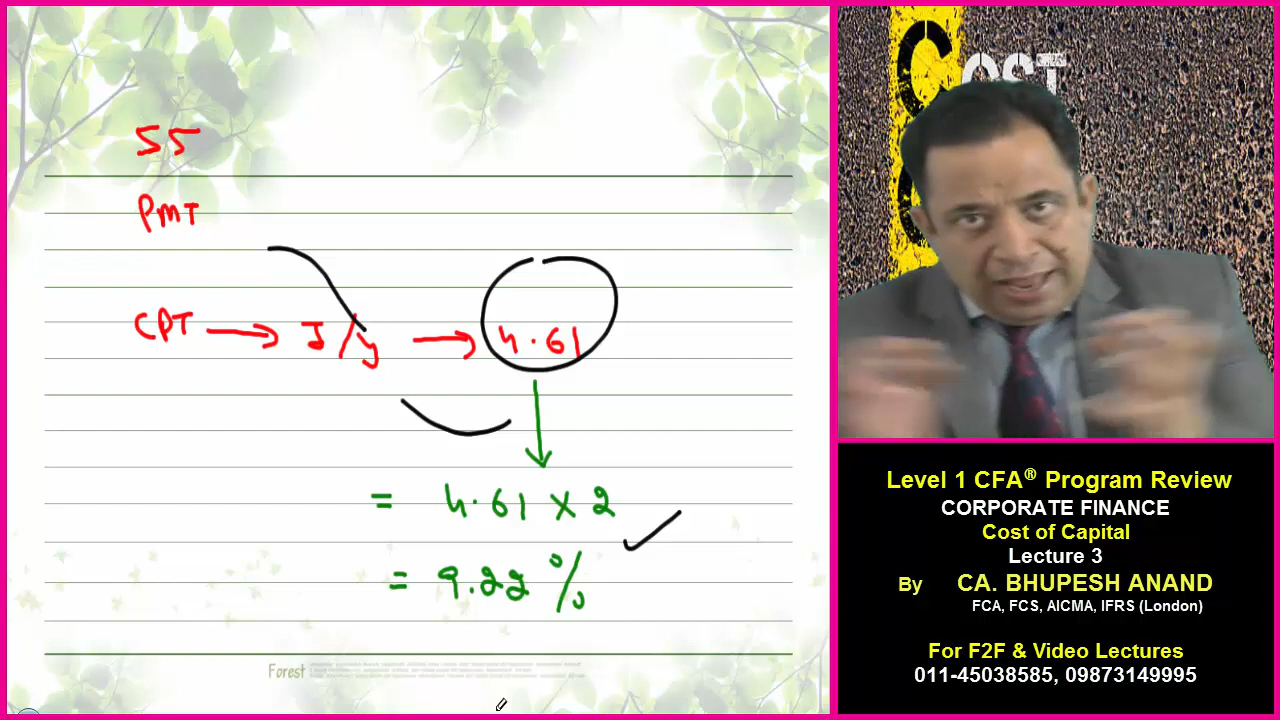 55
PMT
CPT → I/y → 4.61
= 4.61 × 2
= 9.22 %
Forest
COST
Level 1 CFA® Program Review
CORPORATE FINANCE
Cost of Capital
Lecture 3
By CA. BHUPESH ANAND
FCA, FCS, AICMA, IFRS (London)
For F2F & Video Lectures
011-45038585, 09873149995